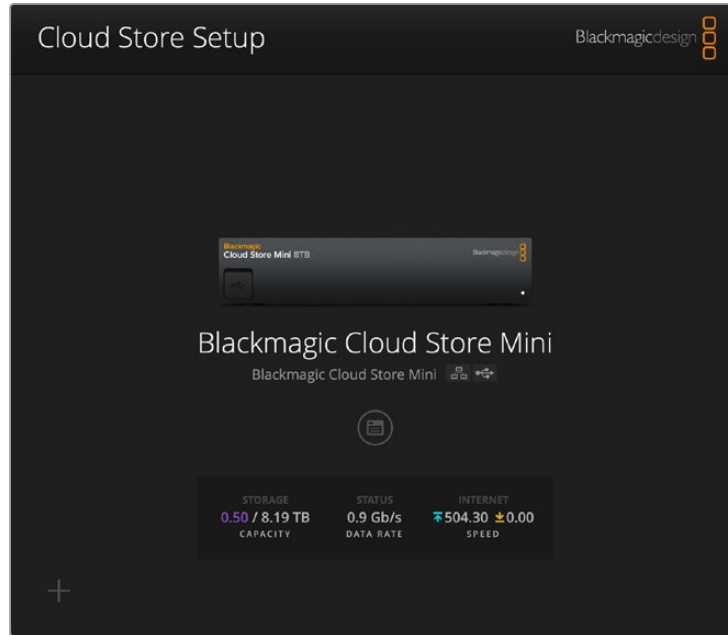 Cloud Store Setup
Blackmagicdesign
Blackmagic
Cloud Store Mini 8TB
Blackmagicdesign
Blackmagic Cloud Store Mini
Blackmagic Cloud Store Mini
STORAGE STATUS INTERNET
0.50 / 8.19 TB 0.9 Gb/s 504.30 0.00
CAPACITY DATA RATE SPEED